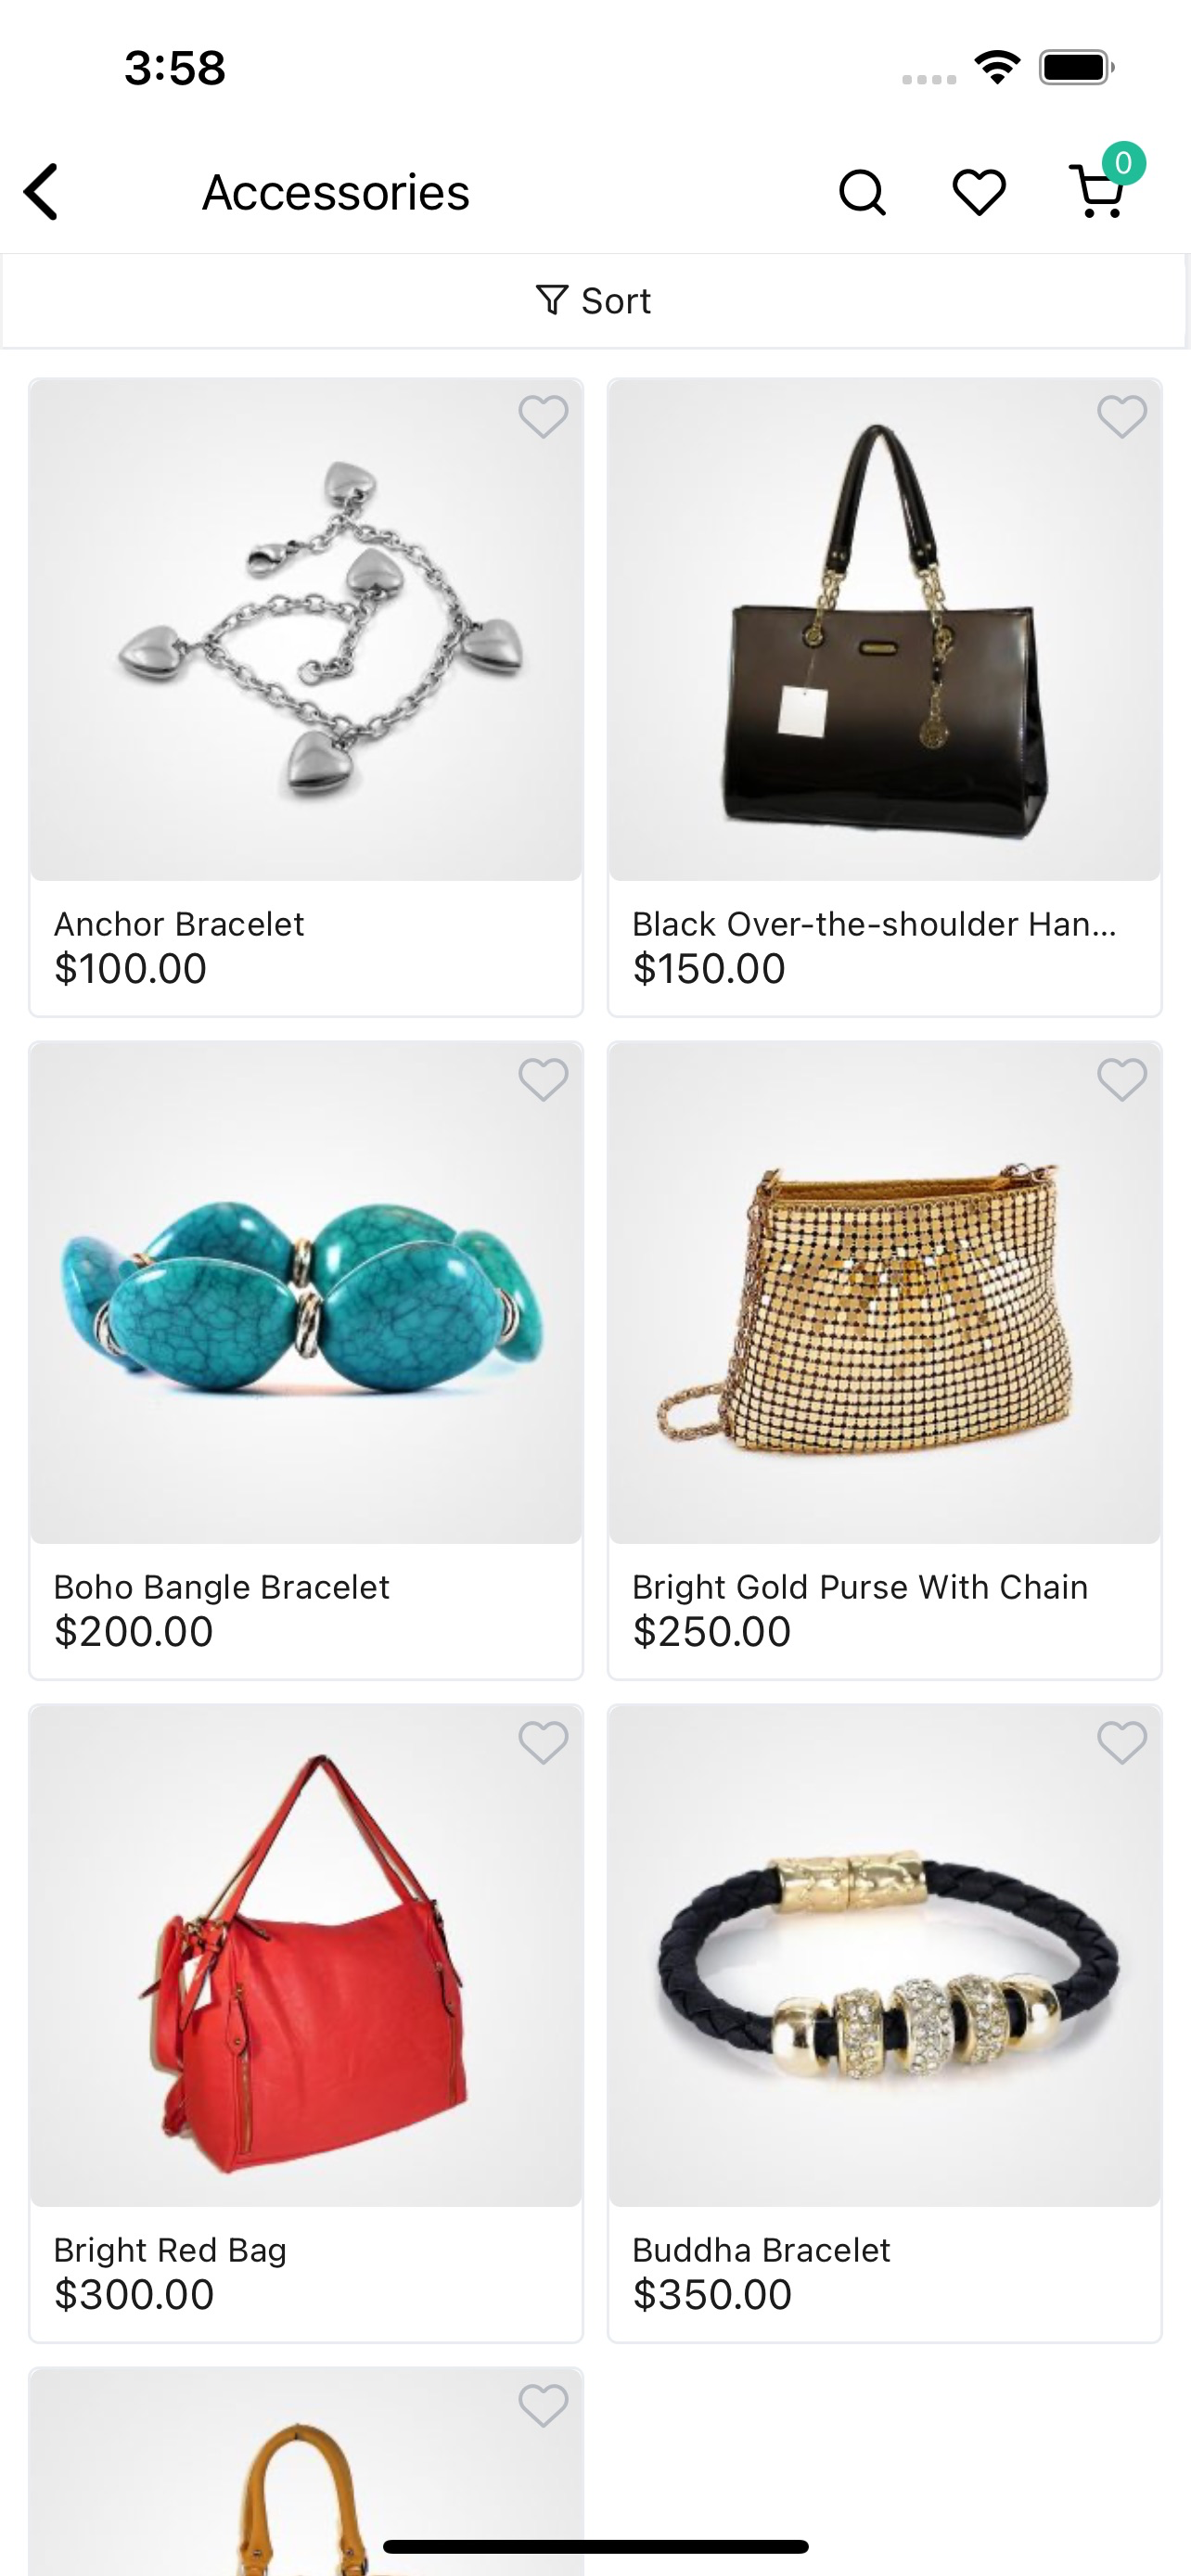 3:58
Accessories
0
Sort
Anchor Bracelet
$100.00
Black Over-the-shoulder Han...
$150.00
Boho Bangle Bracelet
$200.00
Bright Gold Purse With Chain
$250.00
Bright Red Bag
$300.00
Buddha Bracelet
$350.00